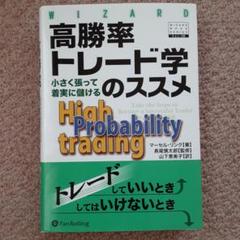 WIZARD
高勝率
トレード学
のススメ
小さく張って
着実に儲ける
High
Probability
trading
マーセル・リンク[著]
長尾慎太郎[監修]
山下恵美子[訳]
トレード
していいとき
してはいけないとき
PanRolling